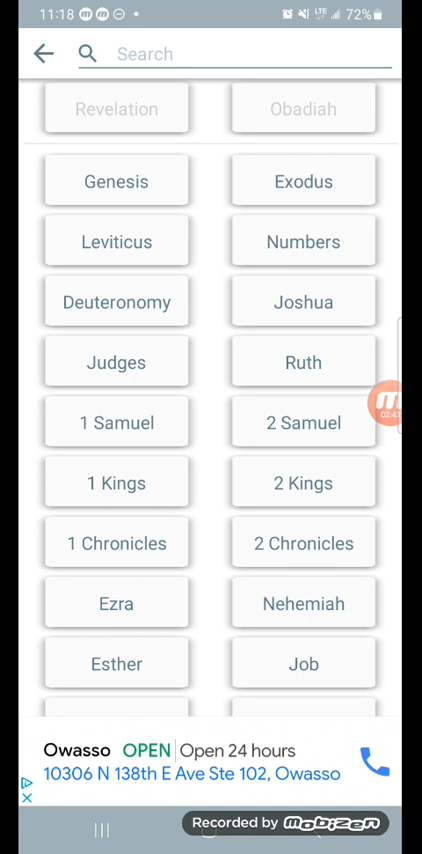 11:18 LTE 72%
Search
Revelation Obadiah
Genesis Exodus
Leviticus Numbers
Deuteronomy Joshua
Judges Ruth
1 Samuel 2 Samuel
1 Kings 2 Kings
1 Chronicles 2 Chronicles
Ezra Nehemiah
Esther Job
Owasso OPEN Open 24 hours
10306 N 138th E Ave Ste 102, Owasso
Recorded by mobizen